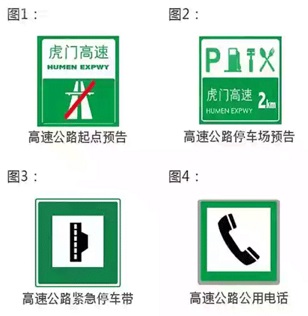 图1：
虎门高速
HUMEN EXPWY
高速公路起点预告
图2：
P
虎门高速
HUMEN EXPWY
2km
高速公路停车场预告
图3：
高速公路紧急停车带
图4：
高速公路公用电话